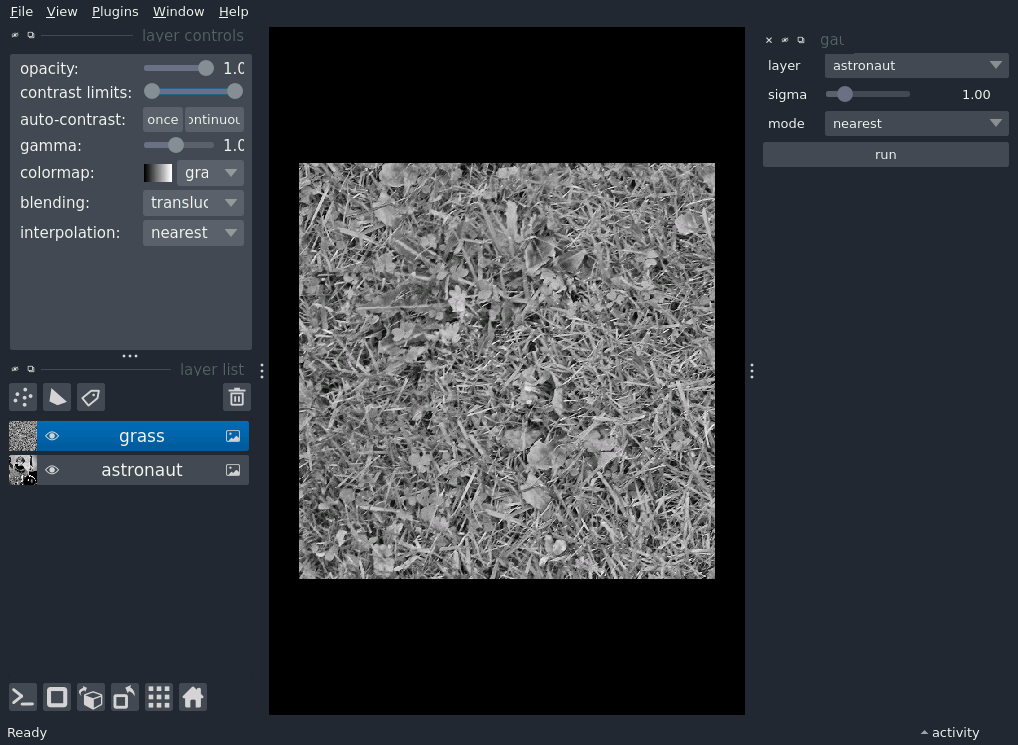 File View Plugins Window Help
layer controls
opacity: 1.0
contrast limits:
auto-contrast: once ontinuou
gamma: 1.0
colormap: gra
blending: transluc
interpolation: nearest
layer list
grass
astronaut
Ready
gau
layer astronaut
sigma 1.00
mode nearest
run
activity